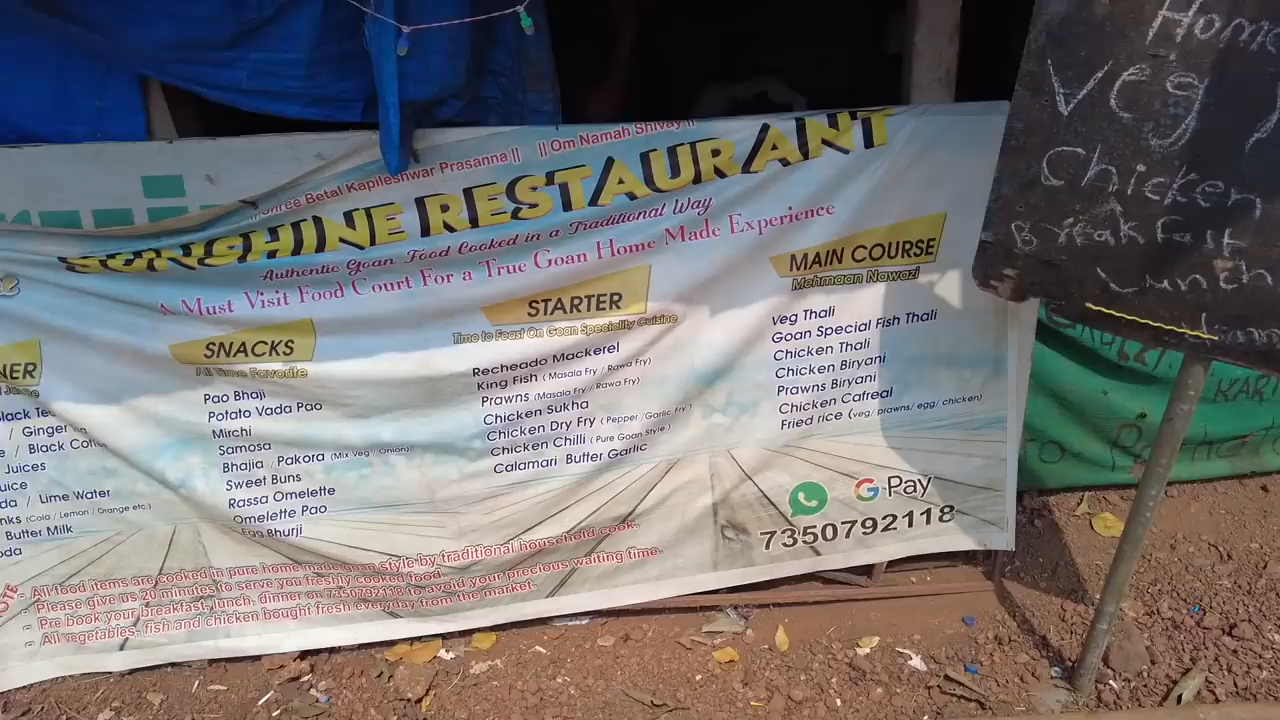 Shree Betal Kapileshwar Prasanna || || Om Namah Shivay ||
SUNSHINE RESTAURANT
Authentic Goan Food Cooked in a Traditional Way
A Must Visit Food Court For a True Goan Home Made Experience
SNACKS
All Time Favorite
Pao Bhaji
Potato Vada Pao
Mirchi
Samosa
Bhajia / Pakora (Mix Veg / Onion)
Sweet Buns
Rassa Omelette
Omelette Pao
Egg Bhurji
STARTER
Time to Feast On Goan Speciality Cuisine
Recheado Mackerel
King Fish (Masala Fry / Rawa Fry)
Prawns (Masala Fry / Rawa Fry)
Chicken Sukha
Chicken Dry Fry (Pepper / Garlic Fry)
Chicken Chilli (Pure Goan Style)
Calamari Butter Garlic
MAIN COURSE
Mehmaan Nawazi
Veg Thali
Goan Special Fish Thali
Chicken Thali
Chicken Biryani
Prawns Biryani
Chicken Cafreal
Fried rice (veg/ prawns/ egg/ chicken)
G Pay
7350792118
/ Ginger
/ Black
Juices
/ Lime Water
(Cola / Lemon / Orange etc.)
Butter Milk
- All food items are cooked in pure home made goan style by traditional household cook.
- Please give us 20 minutes to serve you freshly cooked food.
- Pre book your breakfast, lunch, dinner on 7350792118 to avoid your precious waiting time.
- All vegetables, fish and chicken bought fresh everyday from the market.
Veg
Chicken
Breakfast
Lunch